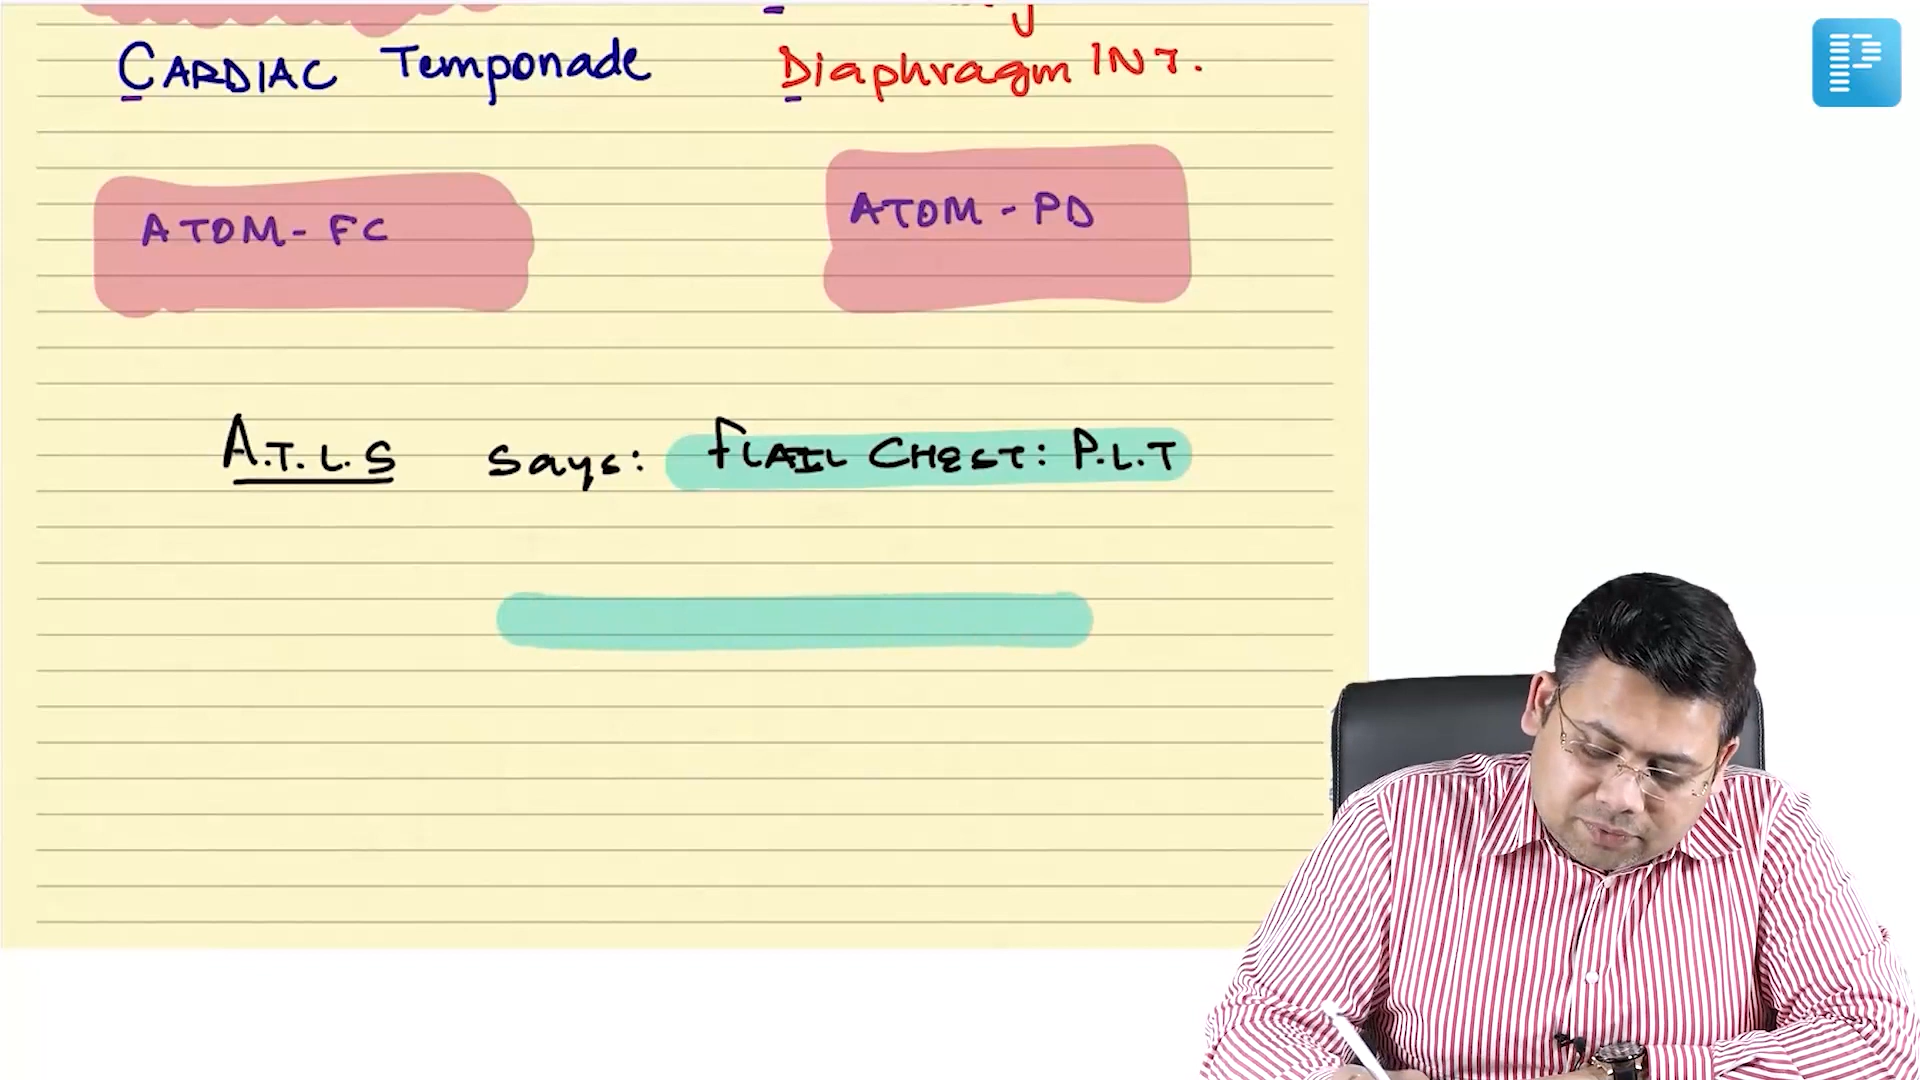 CARDIAC Temponade
Diaphragm INJ.
ATOM - FC
ATOM - PD
A.T.L.S says: FLAIL CHEST: P.L.T